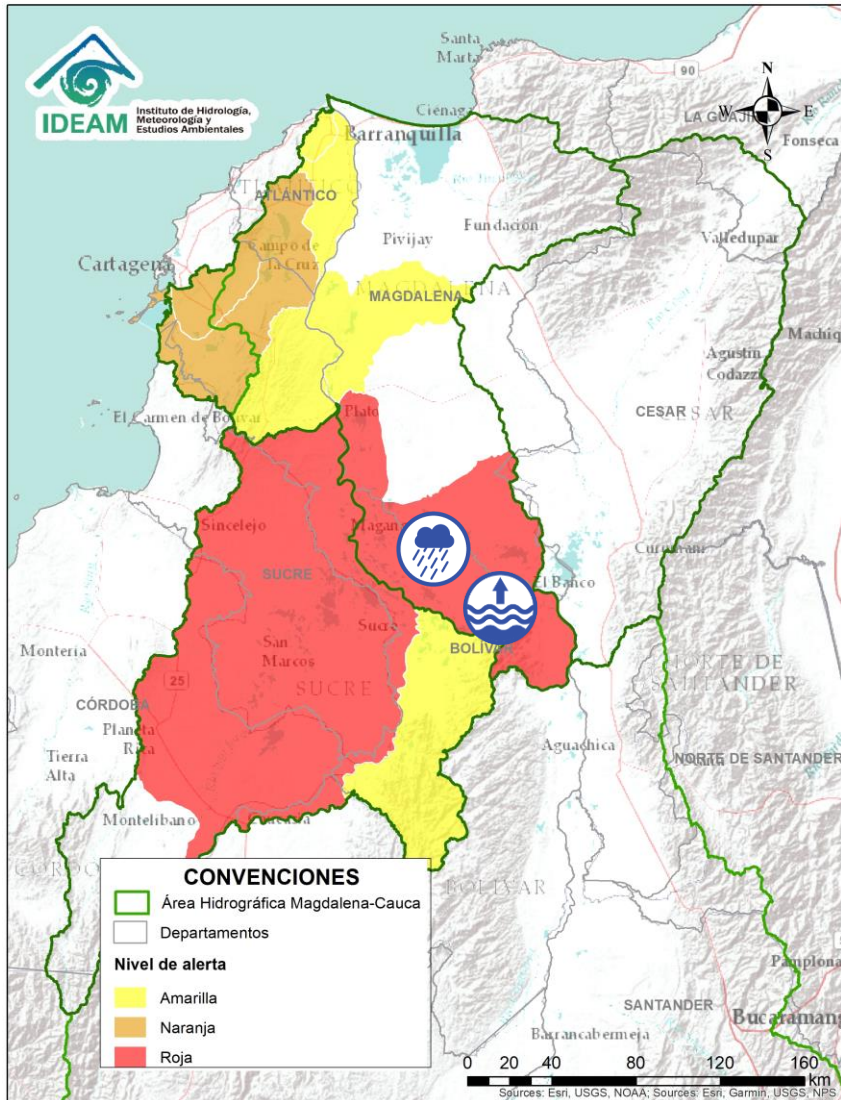 IDEAM
Instituto de Hidrología,
Meteorología y
Estudios Ambientales
Santa
Marta
90
N
W
E
S
LA GUAJIRA
Fonseca
Ciénaga
Barranquilla
ATLÁNTICO
Fundación
Pivijay
Valledupar
Campo de
la Cruz
Cartagena
MAGDALENA
MAGDALENA
Agustín
Codazzi
CESAR
CESAR
El Carmen de Bolívar
Plato
Sincelejo
Curumaní
SUCRE
El Banco
Sucre
Montería
San
Marcos
BOLÍVAR
NORTE DE
SANTANDER
25
SUCRE
CÓRDOBA
Planeta
Rica
Aguachica
Tierra
Alta
NORTE DE SANTANDER
Montelibano
BOLÍVAR
CONVENCIONES
Área Hidrográfica Magdalena-Cauca
Departamentos
Nivel de alerta
Amarilla
Naranja
Roja
Pamplona
SANTANDER
Barrancabermeja
0 20 40 80 120 160
km
Sources: Esri, USGS, NOAA; Sources: Esri, Garmin, USGS, NPS